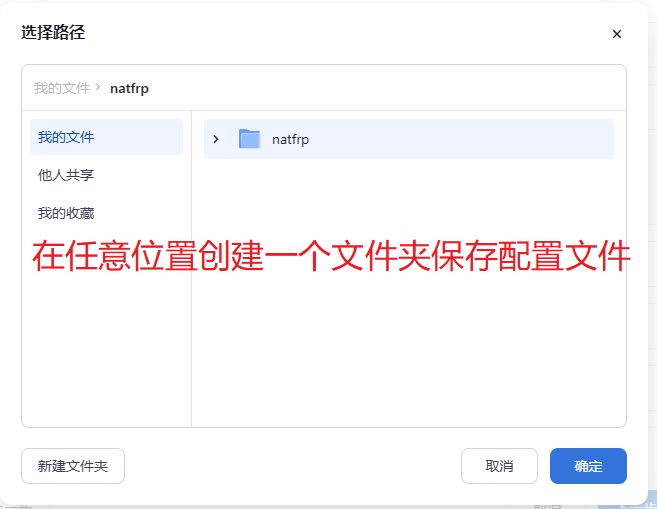 选择路径
我的文件 > natfrp
我的文件
natfrp
他人共享
我的收藏
在任意位置创建一个文件夹保存配置文件
新建文件夹
取消
确定